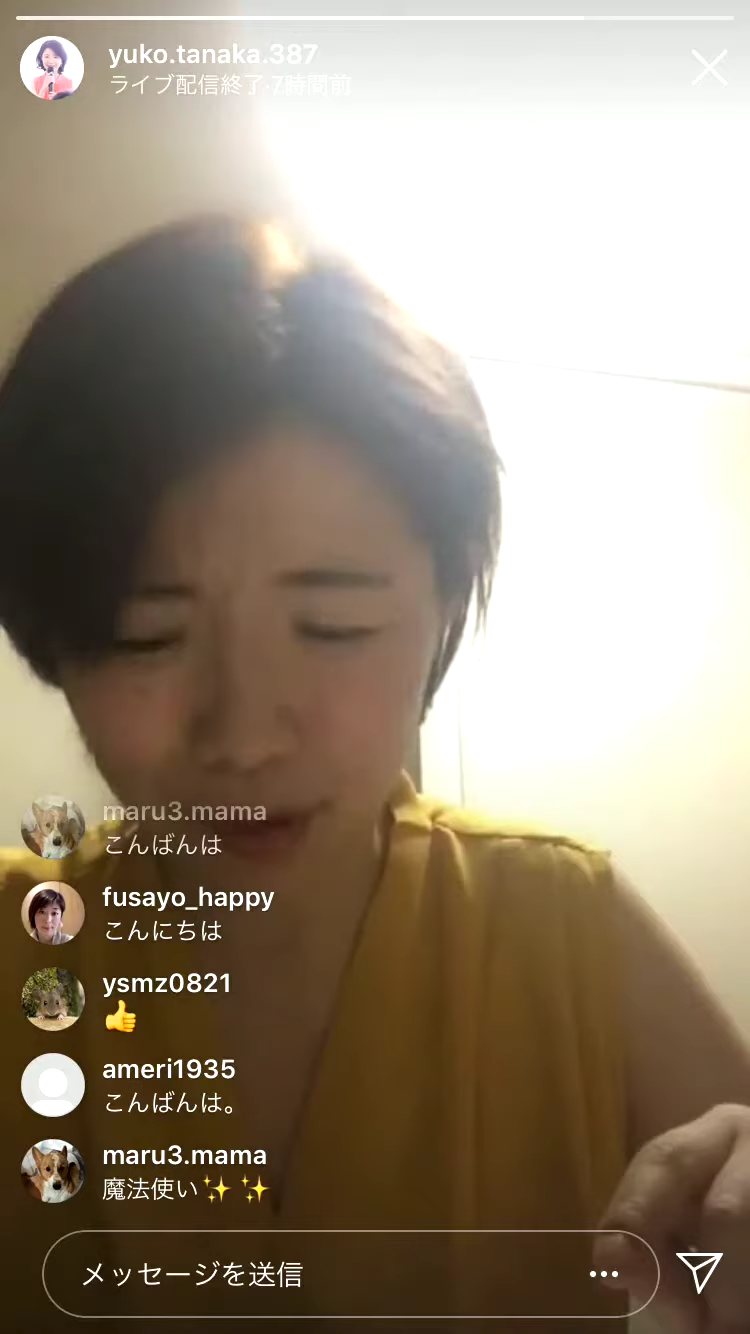 yuko.tanaka.387
ライブ配信終了·7時間前
maru3.mama
こんばんは
fusayo_happy
こんにちは
ysmz0821
👍
ameri1935
こんばんは。
maru3.mama
魔法使い✨ ✨
メッセージを送信